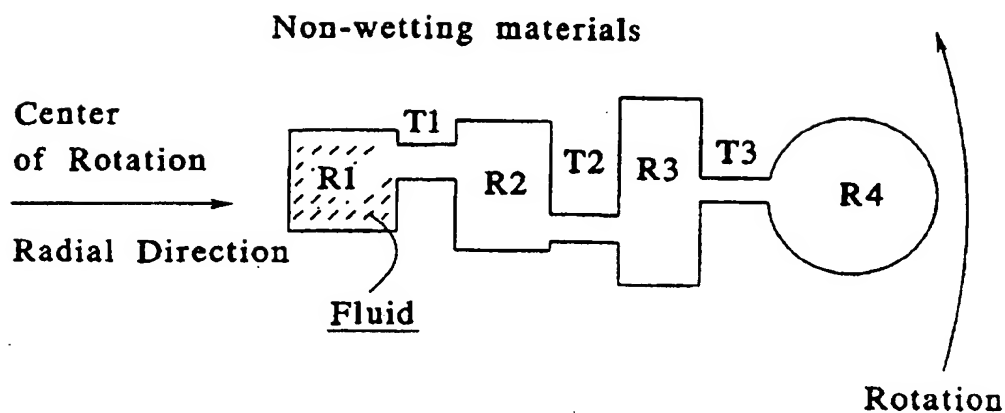 Non-wetting materials
Center
of Rotation
Radial Direction
T1
R1
R2
T2
R3
T3
R4
Fluid
Rotation